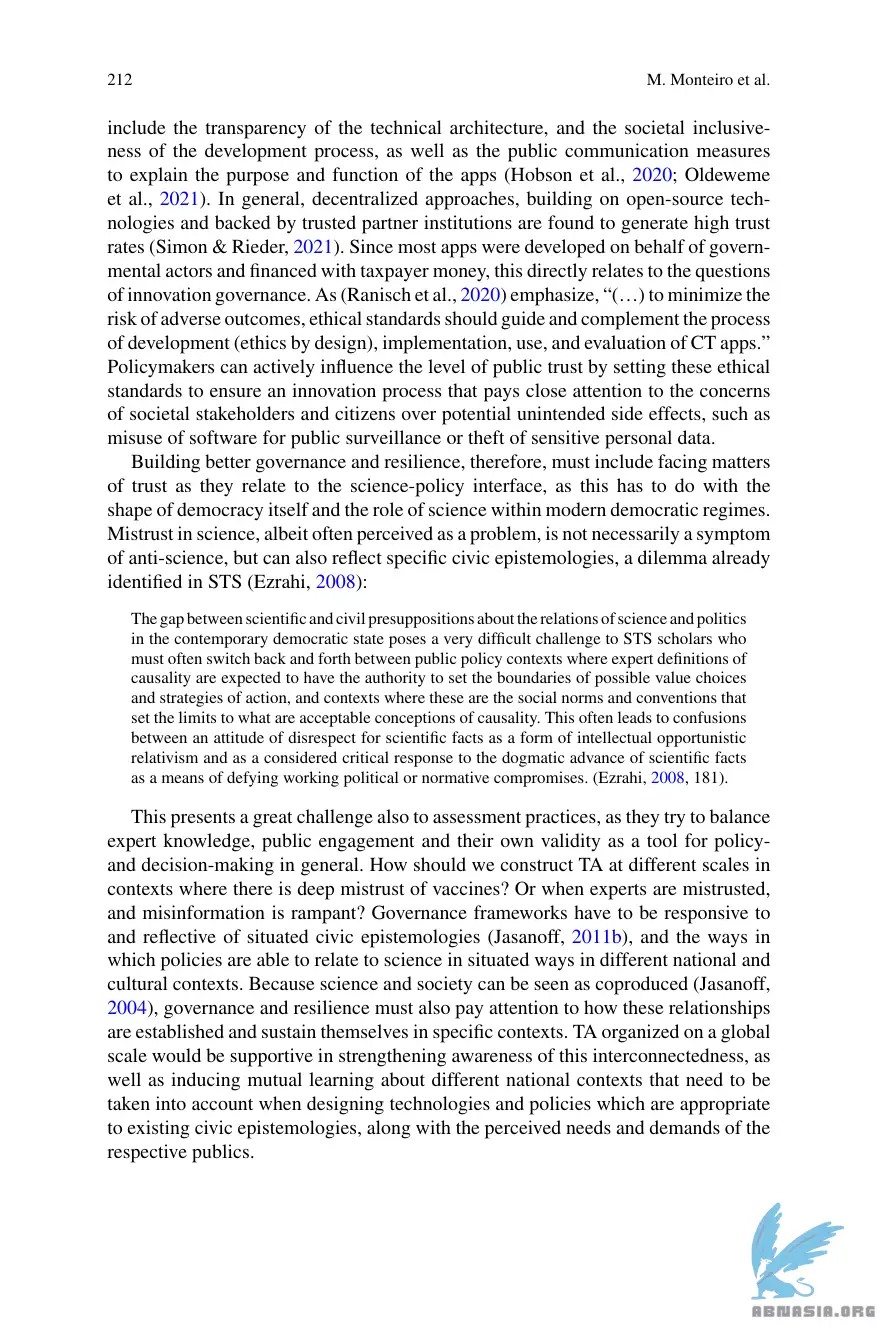 212
M. Monteiro et al.
include the transparency of the technical architecture, and the societal inclusive-
ness of the development process, as well as the public communication measures
to explain the purpose and function of the apps (Hobson et al., 2020; Oldeweme
et al., 2021). In general, decentralized approaches, building on open-source tech-
nologies and backed by trusted partner institutions are found to generate high trust
rates (Simon & Rieder, 2021). Since most apps were developed on behalf of govern-
mental actors and financed with taxpayer money, this directly relates to the questions
of innovation governance. As (Ranisch et al., 2020) emphasize, “(…) to minimize the
risk of adverse outcomes, ethical standards should guide and complement the process
of development (ethics by design), implementation, use, and evaluation of CT apps.”
Policymakers can actively influence the level of public trust by setting these ethical
standards to ensure an innovation process that pays close attention to the concerns
of societal stakeholders and citizens over potential unintended side effects, such as
misuse of software for public surveillance or theft of sensitive personal data.
Building better governance and resilience, therefore, must include facing matters
of trust as they relate to the science-policy interface, as this has to do with the
shape of democracy itself and the role of science within modern democratic regimes.
Mistrust in science, albeit often perceived as a problem, is not necessarily a symptom
of anti-science, but can also reflect specific civic epistemologies, a dilemma already
identified in STS (Ezrahi, 2008):
The gap between scientific and civil presuppositions about the relations of science and politics
in the contemporary democratic state poses a very difficult challenge to STS scholars who
must often switch back and forth between public policy contexts where expert definitions of
causality are expected to have the authority to set the boundaries of possible value choices
and strategies of action, and contexts where these are the social norms and conventions that
set the limits to what are acceptable conceptions of causality. This often leads to confusions
between an attitude of disrespect for scientific facts as a form of intellectual opportunistic
relativism and as a considered critical response to the dogmatic advance of scientific facts
as a means of defying working political or normative compromises. (Ezrahi, 2008, 181).
This presents a great challenge also to assessment practices, as they try to balance
expert knowledge, public engagement and their own validity as a tool for policy-
and decision-making in general. How should we construct TA at different scales in
contexts where there is deep mistrust of vaccines? Or when experts are mistrusted,
and misinformation is rampant? Governance frameworks have to be responsive to
and reflective of situated civic epistemologies (Jasanoff, 2011b), and the ways in
which policies are able to relate to science in situated ways in different national and
cultural contexts. Because science and society can be seen as coproduced (Jasanoff,
2004), governance and resilience must also pay attention to how these relationships
are established and sustain themselves in specific contexts. TA organized on a global
scale would be supportive in strengthening awareness of this interconnectedness, as
well as inducing mutual learning about different national contexts that need to be
taken into account when designing technologies and policies which are appropriate
to existing civic epistemologies, along with the perceived needs and demands of the
respective publics.
ABNASIA.ORG